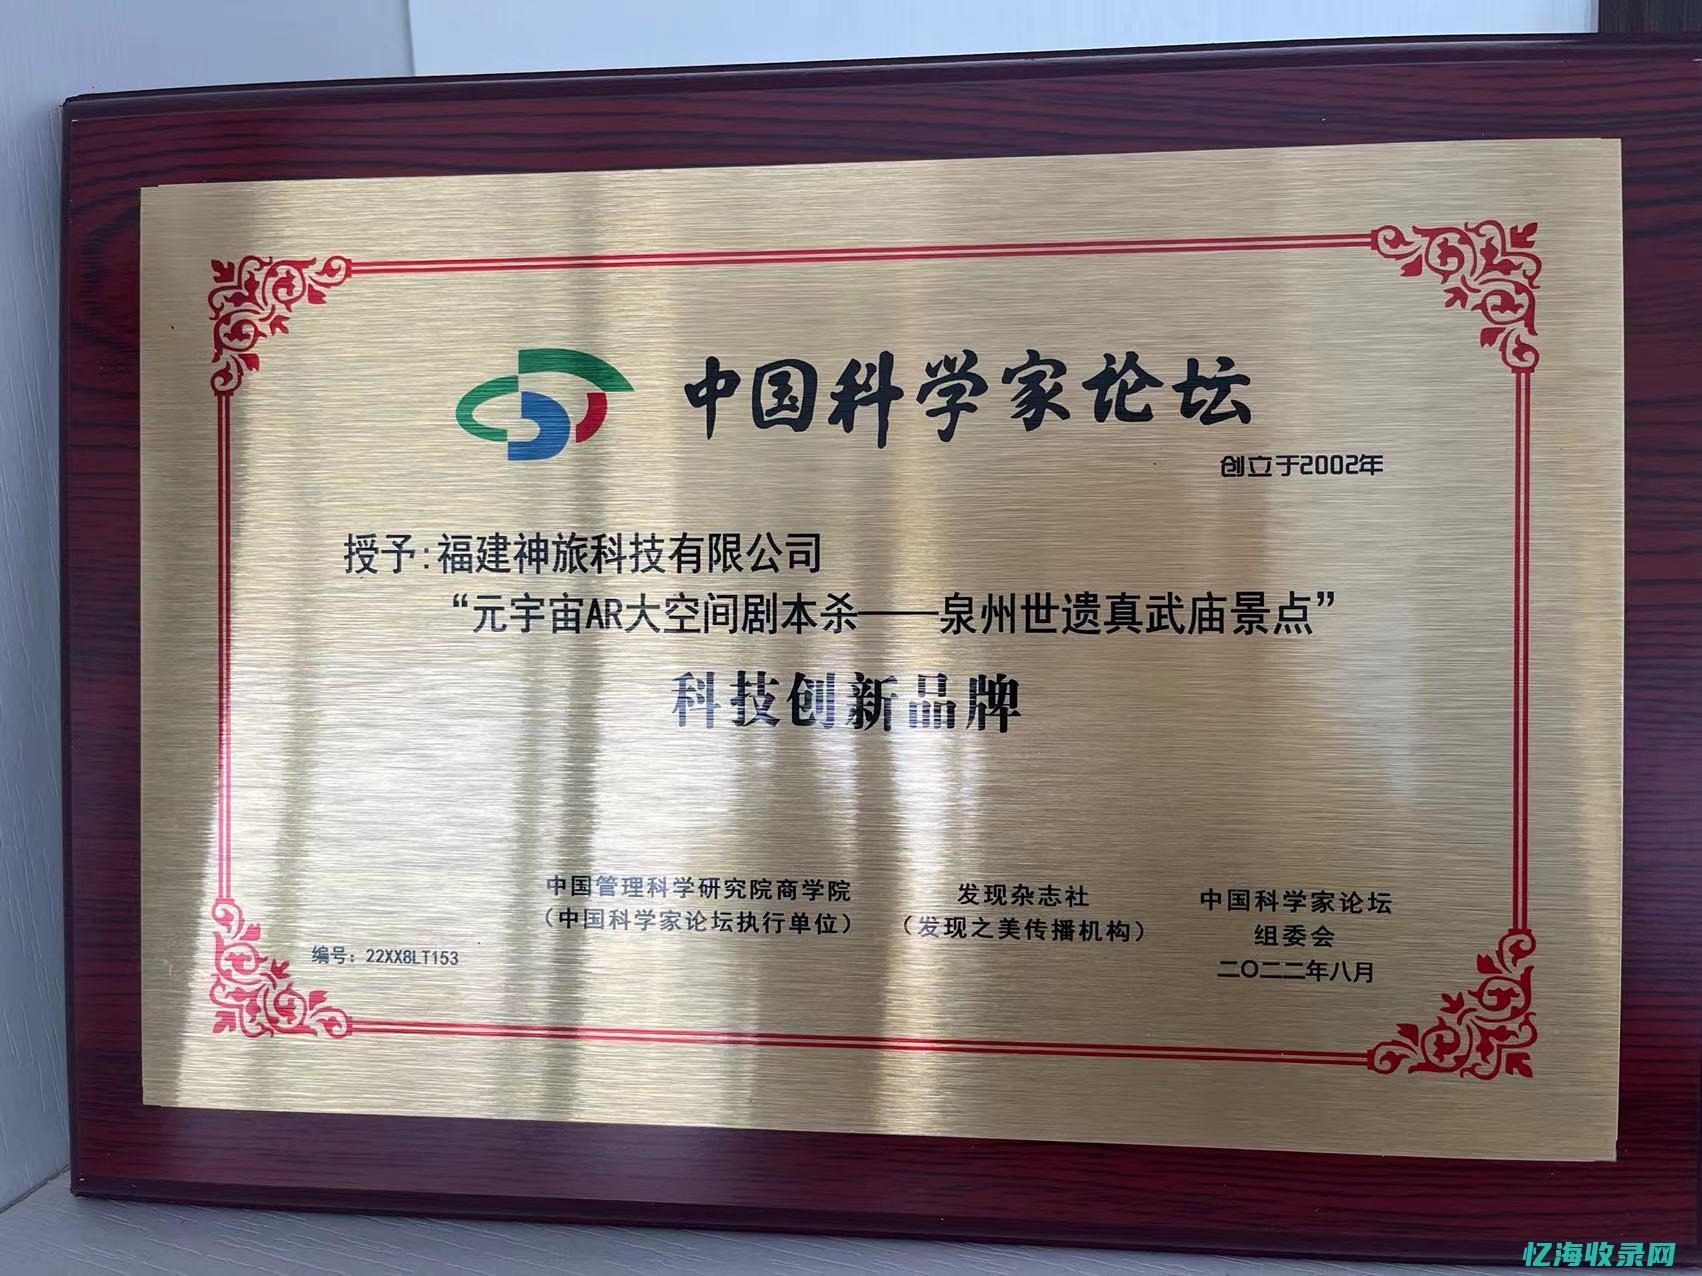 中国科学家论坛
创立于2002年
授予:福建神旅科技有限公司
“元宇宙AR大空间剧本杀——泉州世遗真武庙景点”
科技创新品牌
中国管理科学研究院商学院
（中国科学家论坛执行单位）
发现杂志社
（发现之美传播机构）
中国科学家论坛
组委会
二〇二二年八月
编号：22XX8LT153
忆海收录网